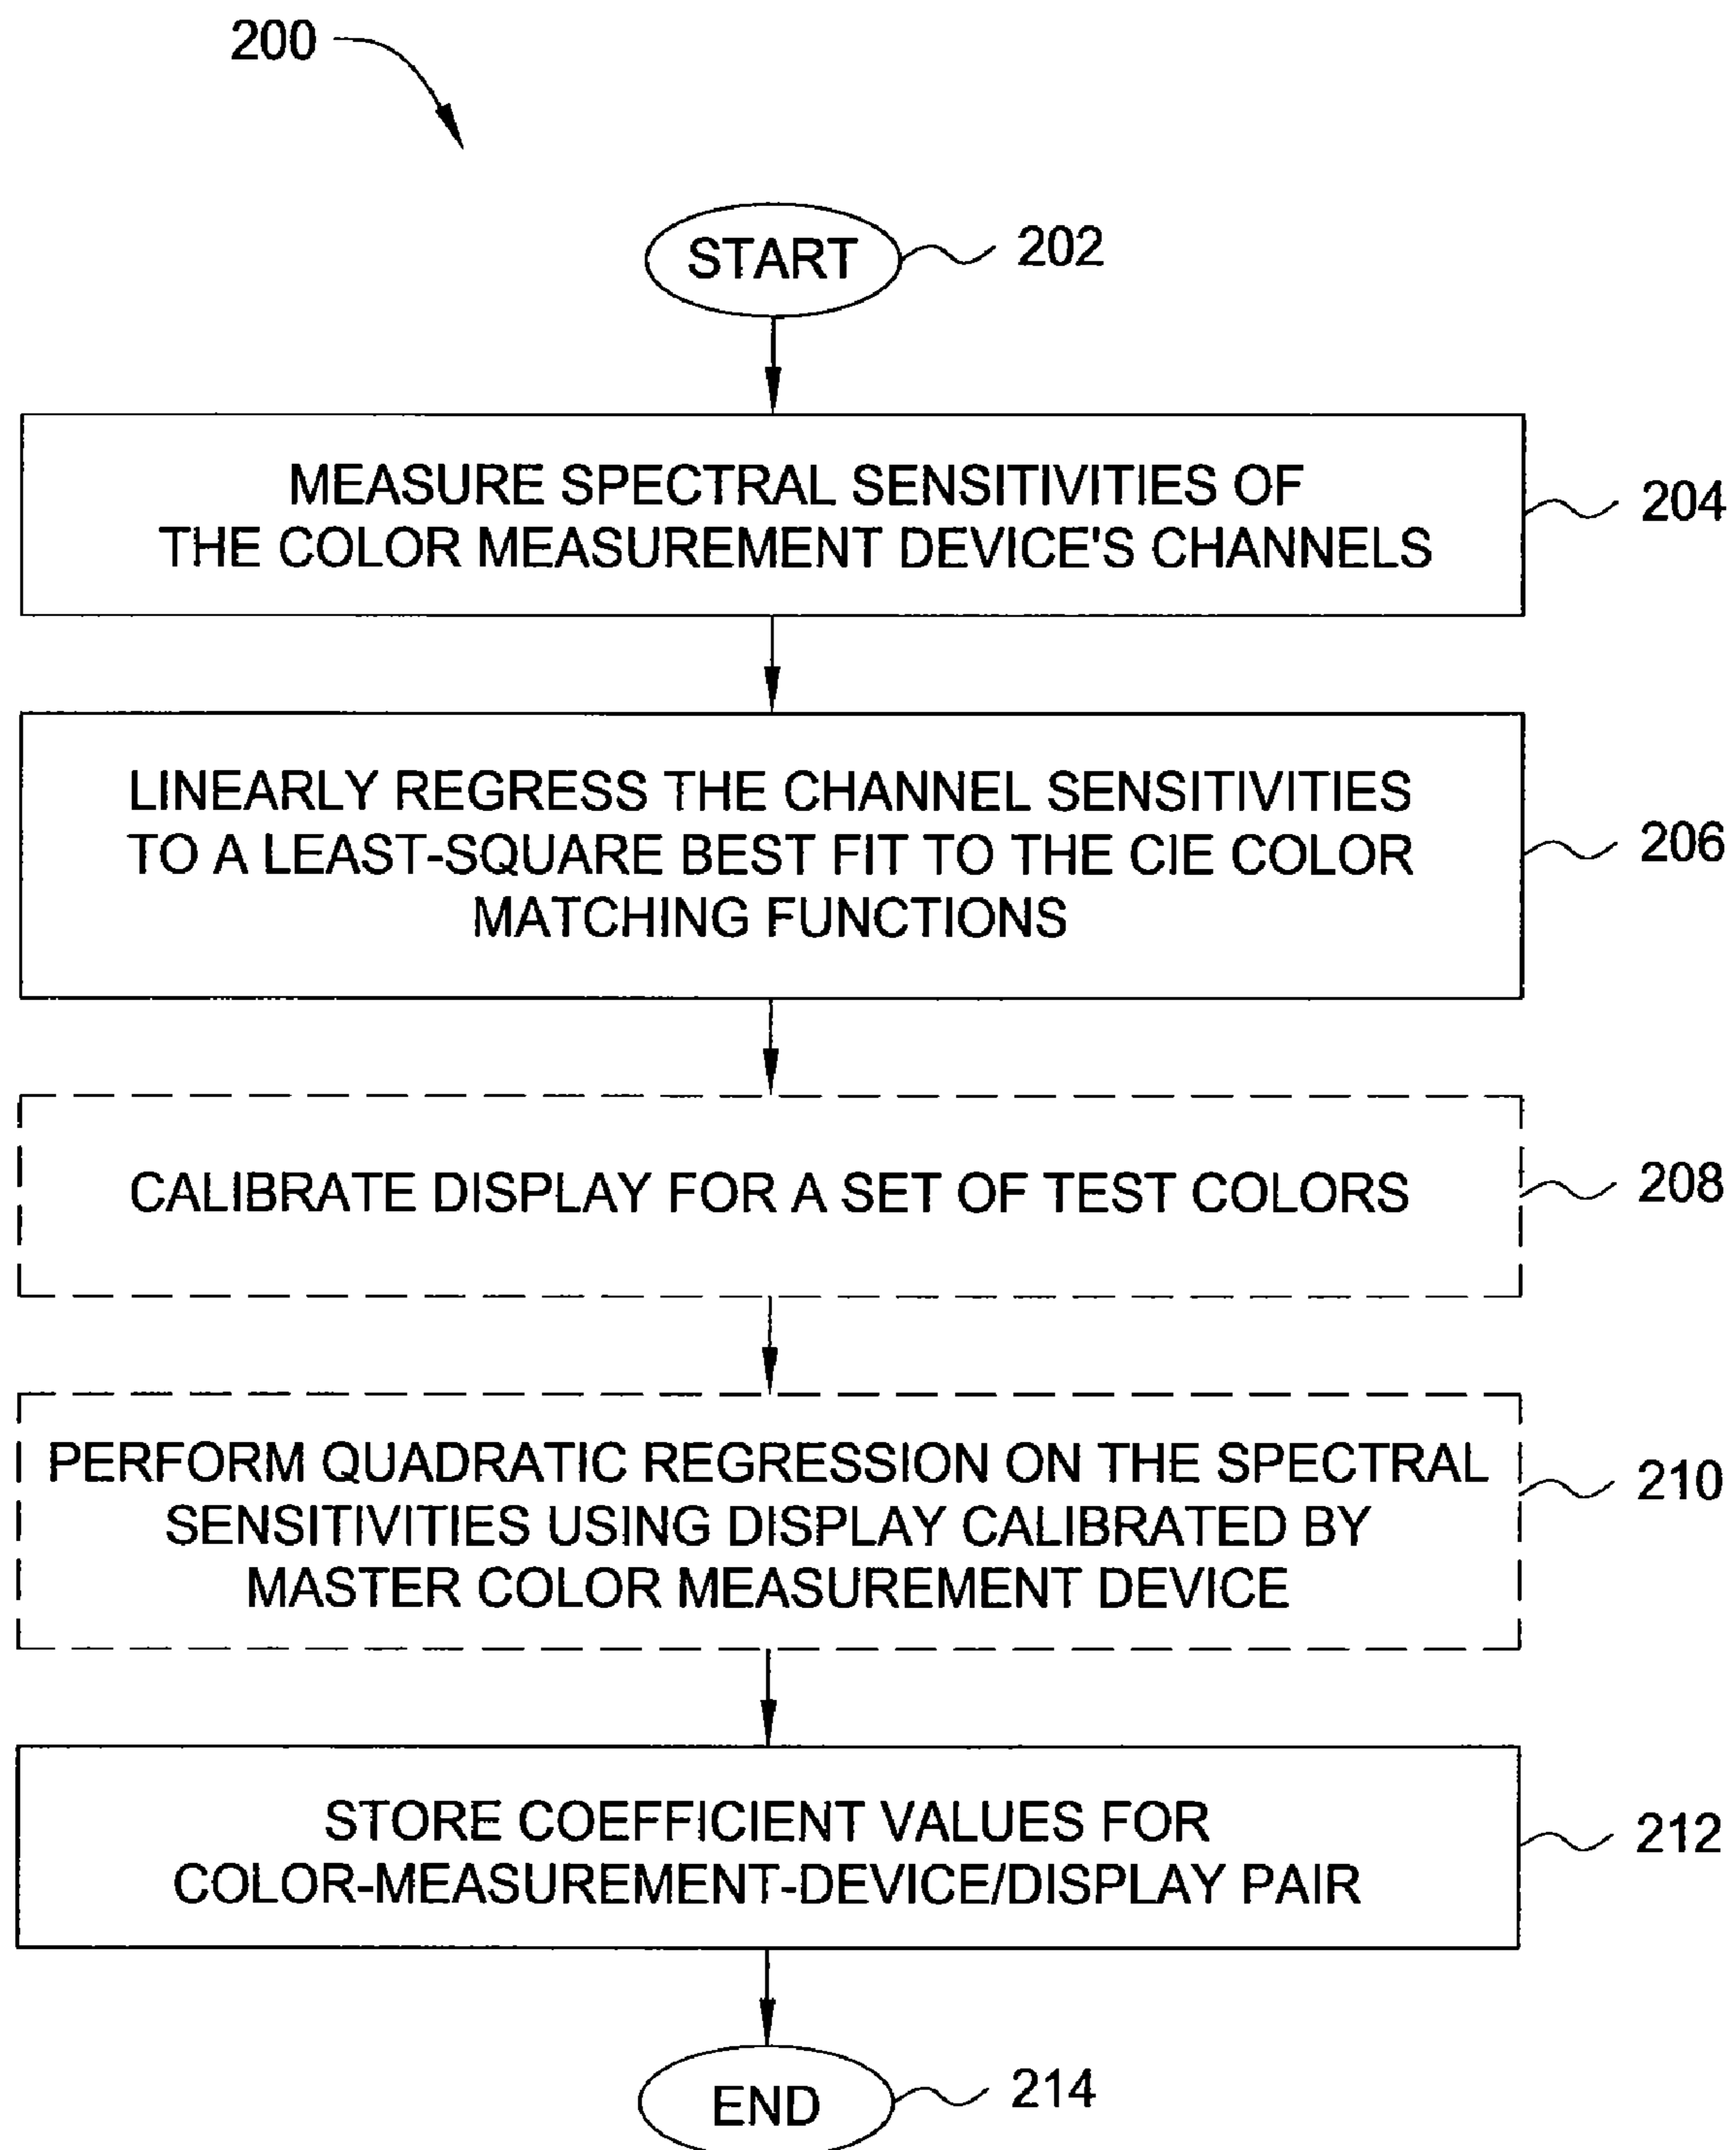 200
START
202
MEASURE SPECTRAL SENSITIVITIES OF
THE COLOR MEASUREMENT DEVICE'S CHANNELS
204
LINEARLY REGRESS THE CHANNEL SENSITIVITIES
TO A LEAST-SQUARE BEST FIT TO THE CIE COLOR
MATCHING FUNCTIONS
206
CALIBRATE DISPLAY FOR A SET OF TEST COLORS
208
PERFORM QUADRATIC REGRESSION ON THE SPECTRAL
SENSITIVITIES USING DISPLAY CALIBRATED BY
MASTER COLOR MEASUREMENT DEVICE
210
STORE COEFFICIENT VALUES FOR
COLOR-MEASUREMENT-DEVICE/DISPLAY PAIR
212
END
214